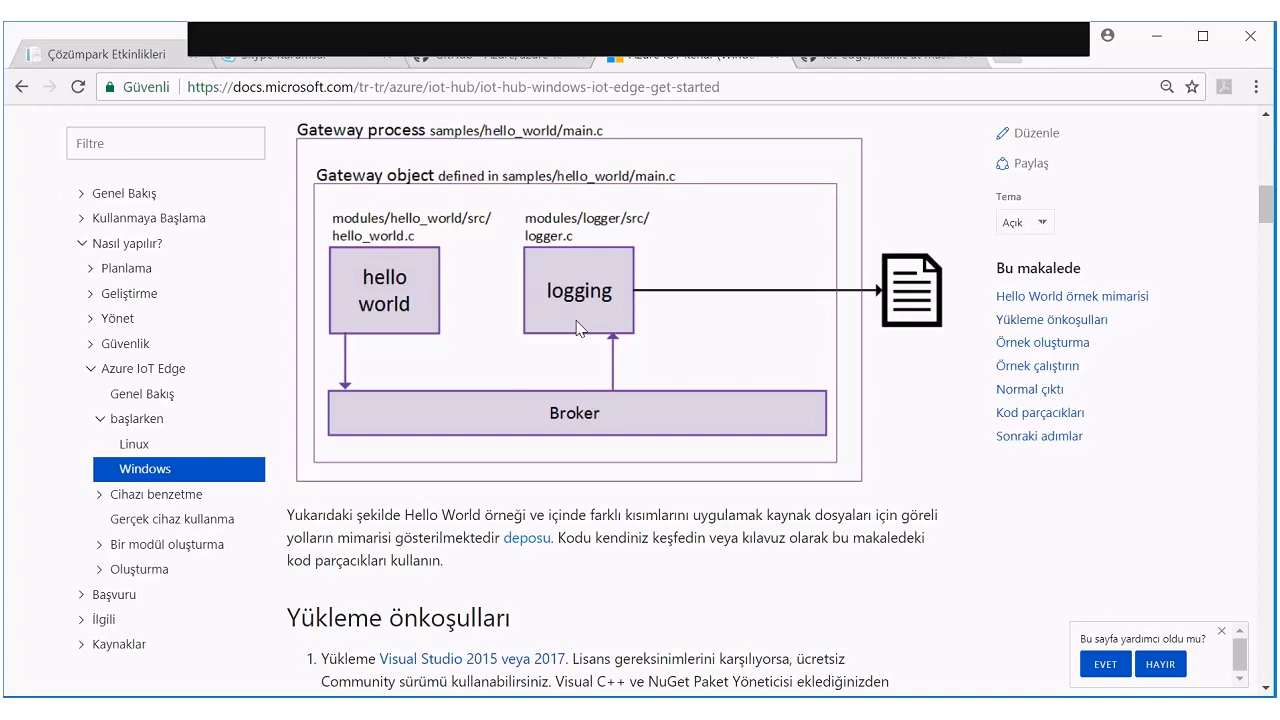 Çözümpark Etkinlikleri
Güvenli
https://docs.microsoft.com/tr-tr/azure/iot-hub/iot-hub-windows-iot-edge-get-started
Filtre
Genel Bakış
Kullanmaya Başlama
Nasıl yapılır?
Planlama
Geliştirme
Yönet
Güvenlik
Azure IoT Edge
Genel Bakış
başlarken
Linux
Windows
Cihazı benzetme
Gerçek cihaz kullanma
Bir modül oluşturma
Oluşturma
Başvuru
İlgili
Kaynaklar
Gateway process samples/hello_world/main.c
Gateway object defined in samples/hello_world/main.c
modules/hello_world/src/
hello_world.c
modules/logger/src/
logger.c
hello
world
logging
Broker
Yukarıdaki şekilde Hello World örneği ve içinde farklı kısımlarını uygulamak kaynak dosyaları için göreli
yolların mimarisi gösterilmektedir deposu. Kodu kendiniz keşfedin veya kılavuz olarak bu makaledeki
kod parçacıkları kullanın.
Yükleme önkoşulları
1. Yükleme Visual Studio 2015 veya 2017. Lisans gereksinimlerini karşılıyorsa, ücretsiz
Community sürümü kullanabilirsiniz. Visual C++ ve NuGet Paket Yöneticisi eklediğinizden
Düzenle
Paylaş
Tema
Açık
Bu makalede
Hello World örnek mimarisi
Yükleme önkoşulları
Örnek oluşturma
Örnek çalıştırın
Normal çıktı
Kod parçacıkları
Sonraki adımlar
Bu sayfa yardımcı oldu mu?
EVET
HAYIR